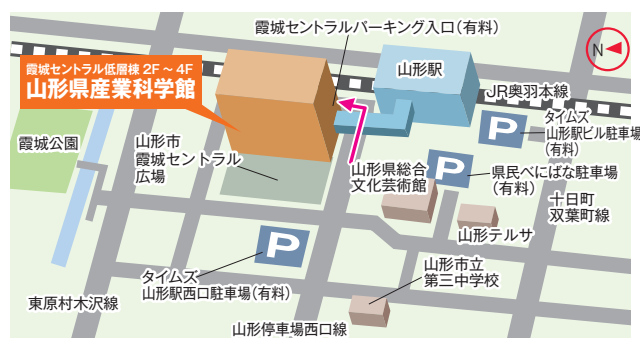 霞城セントラルパーキング入口(有料)
霞城セントラル低層棟 2F～4F
山形県産業科学館
山形駅
N
JR奥羽本線
霞城公園
山形市
霞城セントラル
広場
P
タイムズ
山形駅ビル駐車場
(有料)
山形県総合
文化芸術館
P
県民べにばな駐車場
(有料)
十日町
双葉町線
山形テルサ
P
タイムズ
山形駅西口駐車場(有料)
山形市立
第三中学校
東原村木沢線
山形停車場西口線